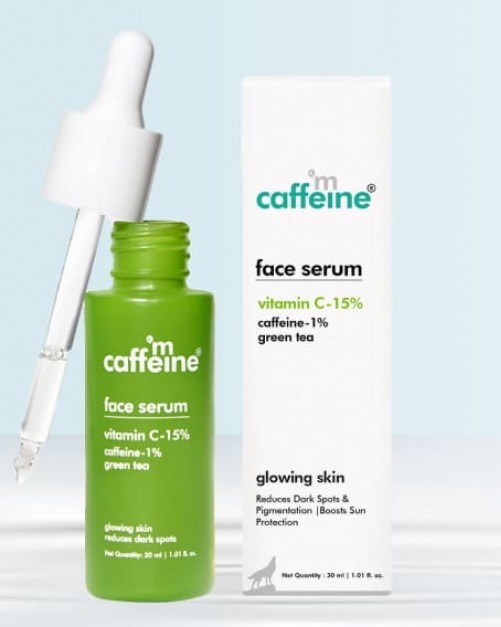 'm
caffeine®
face serum
vitamin C-15%
caffeine-1%
green tea
glowing skin
reduces dark spots
Net Quantity: 30 ml | 1.01 fl. oz.
'm
caffeine®
face serum
vitamin C-15%
caffeine-1%
green tea
glowing skin
Reduces Dark Spots &
Pigmentation |Boosts Sun
Protection
Net Quantity : 30 ml | 1.01 fl. oz.